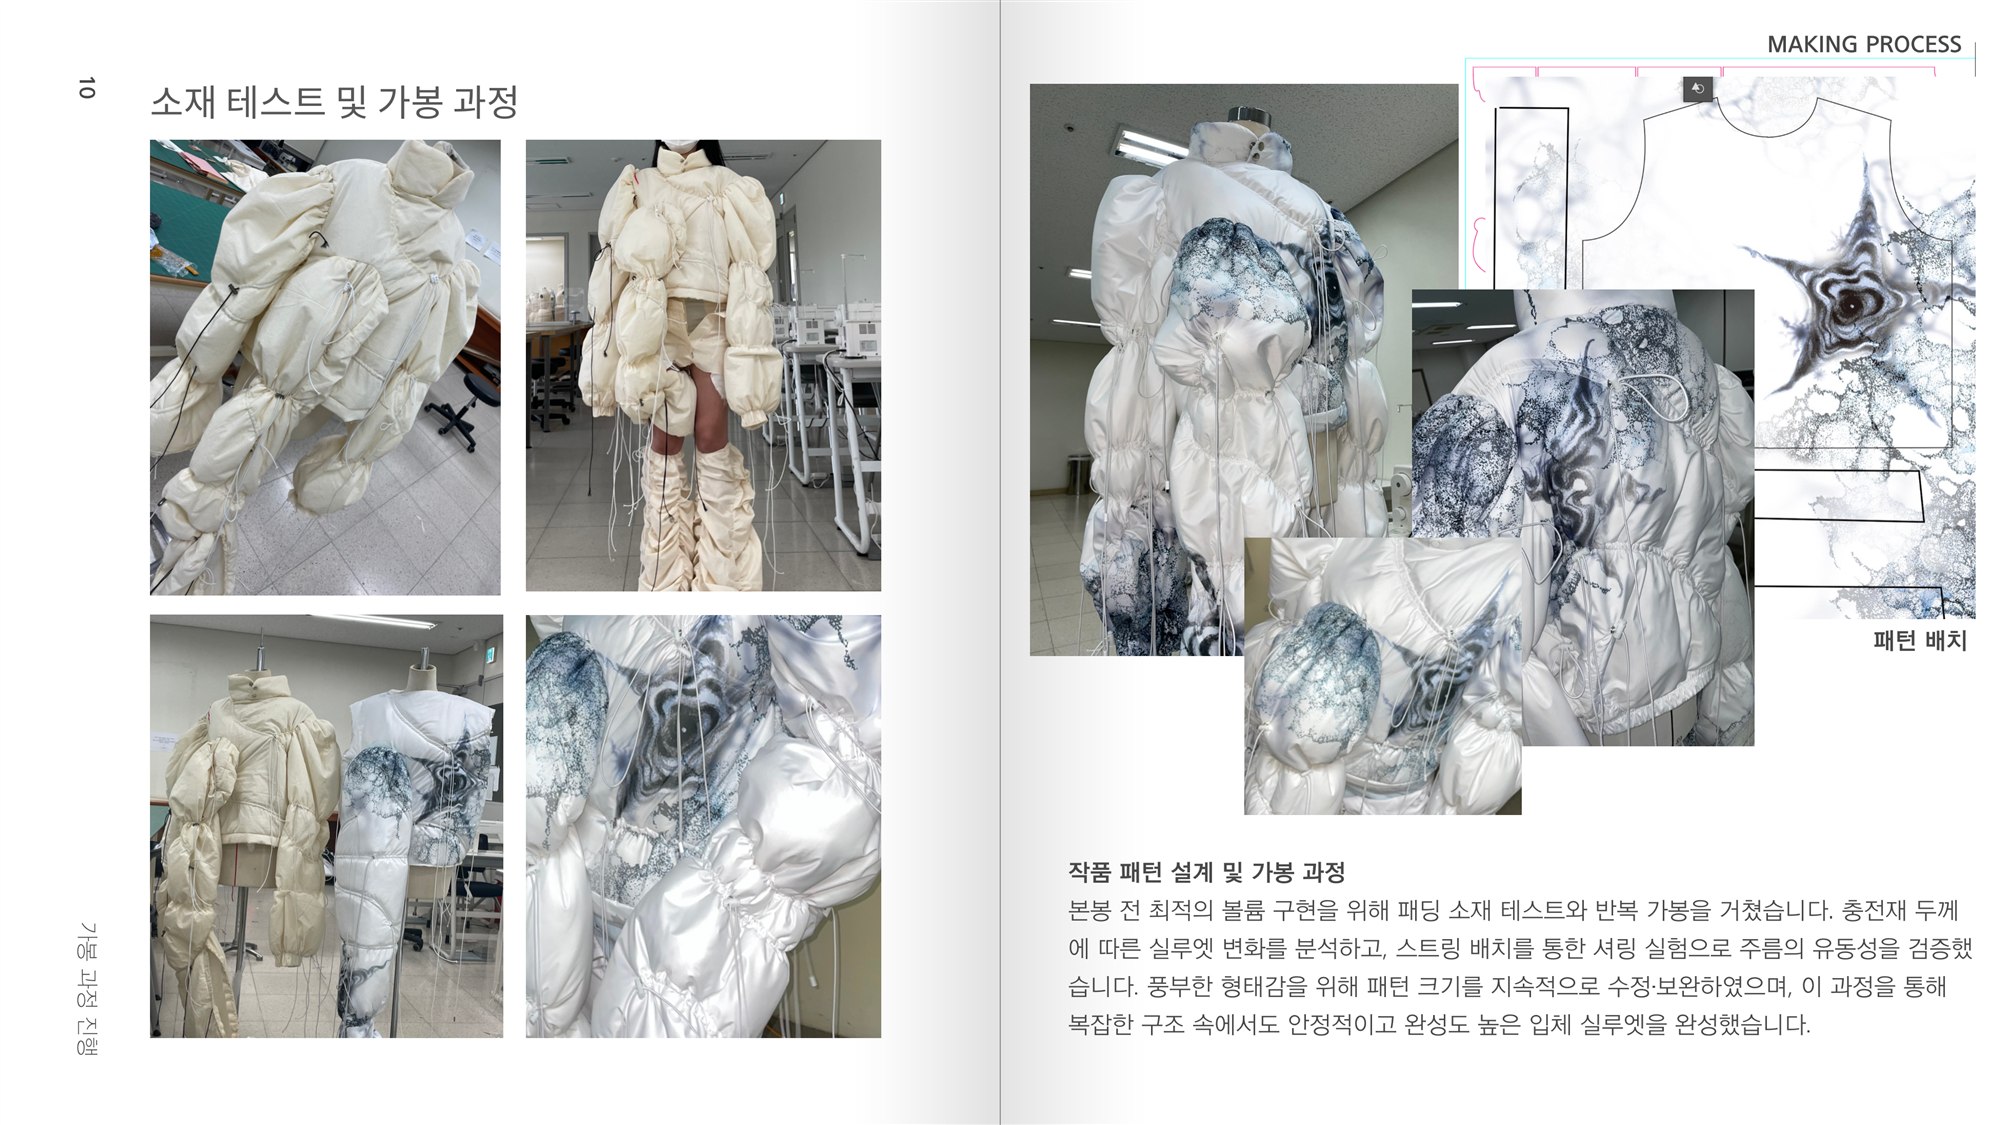 10
소재 테스트 및 가봉 과정
가봉 과정 진행
MAKING PROCESS
패턴 배치
작품 패턴 설계 및 가봉 과정
본봉 전 최적의 볼륨 구현을 위해 패딩 소재 테스트와 반복 가봉을 거쳤습니다. 충전재 두께
에 따른 실루엣 변화를 분석하고, 스트링 배치를 통한 셔링 실험으로 주름의 유동성을 검증했
습니다. 풍부한 형태감을 위해 패턴 크기를 지속적으로 수정·보완하였으며, 이 과정을 통해
복잡한 구조 속에서도 안정적이고 완성도 높은 입체 실루엣을 완성했습니다.